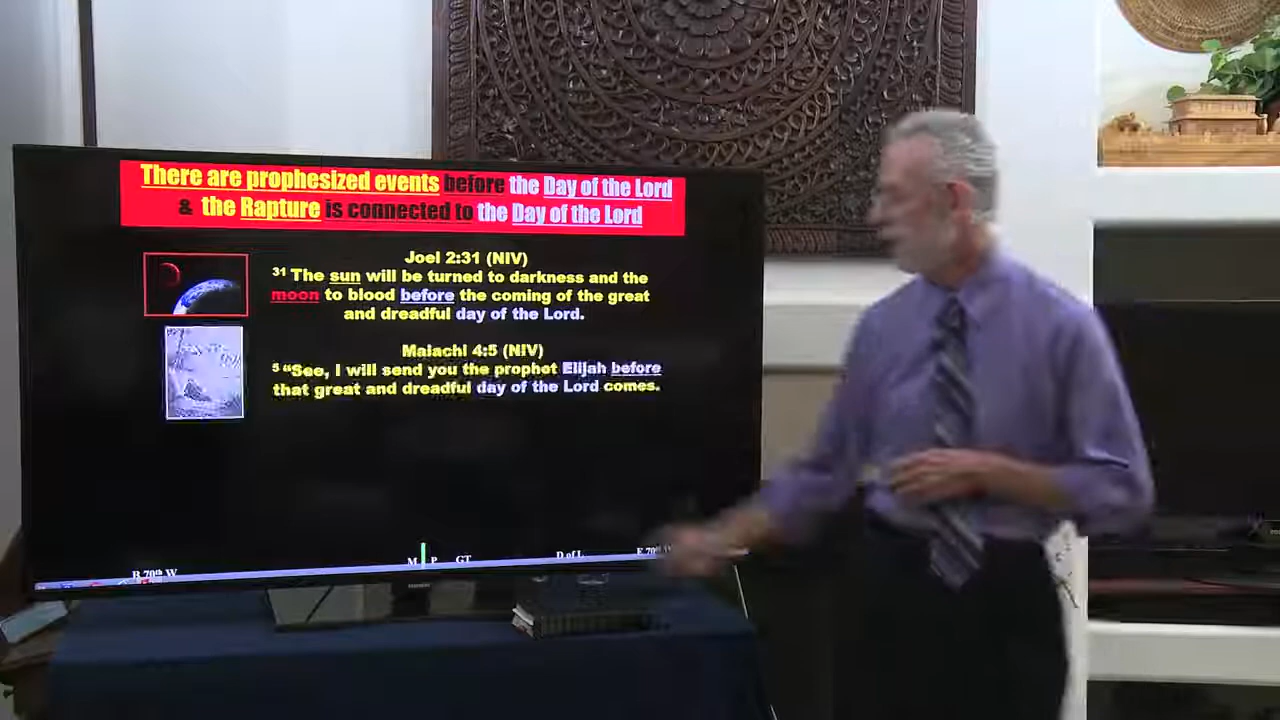 There are prophesized events before the Day of the Lord
& the Rapture is connected to the Day of the Lord
Joel 2:31 (NIV)
31 The sun will be turned to darkness and the
moon to blood before the coming of the great
and dreadful day of the Lord.
Malachi 4:5 (NIV)
5 “See, I will send you the prophet Elijah before
that great and dreadful day of the Lord comes.
B 70th W M P GT D of L E 70th